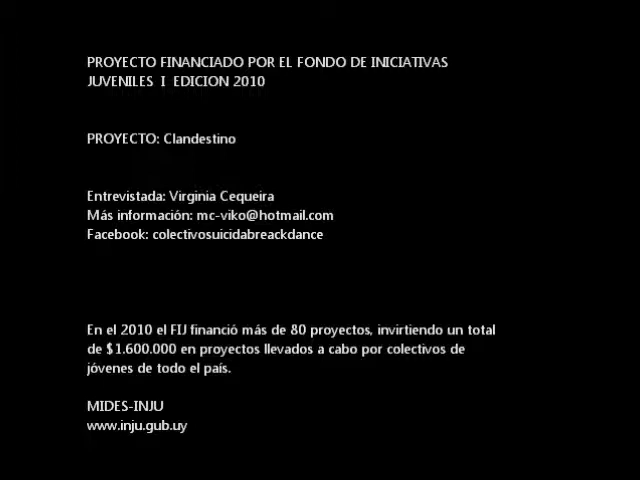 PROYECTO FINANCIADO POR EL FONDO DE INICIATIVAS
JUVENILES I EDICION 2010
PROYECTO: Clandestino
Entrevistada: Virginia Cequeira
Más información: mc-viko@hotmail.com
Facebook: colectivosuicidabreackdance
En el 2010 el FIJ financió más de 80 proyectos, invirtiendo un total
de $1.600.000 en proyectos llevados a cabo por colectivos de
jóvenes de todo el país.
MIDES-INJU
www.inju.gub.uy